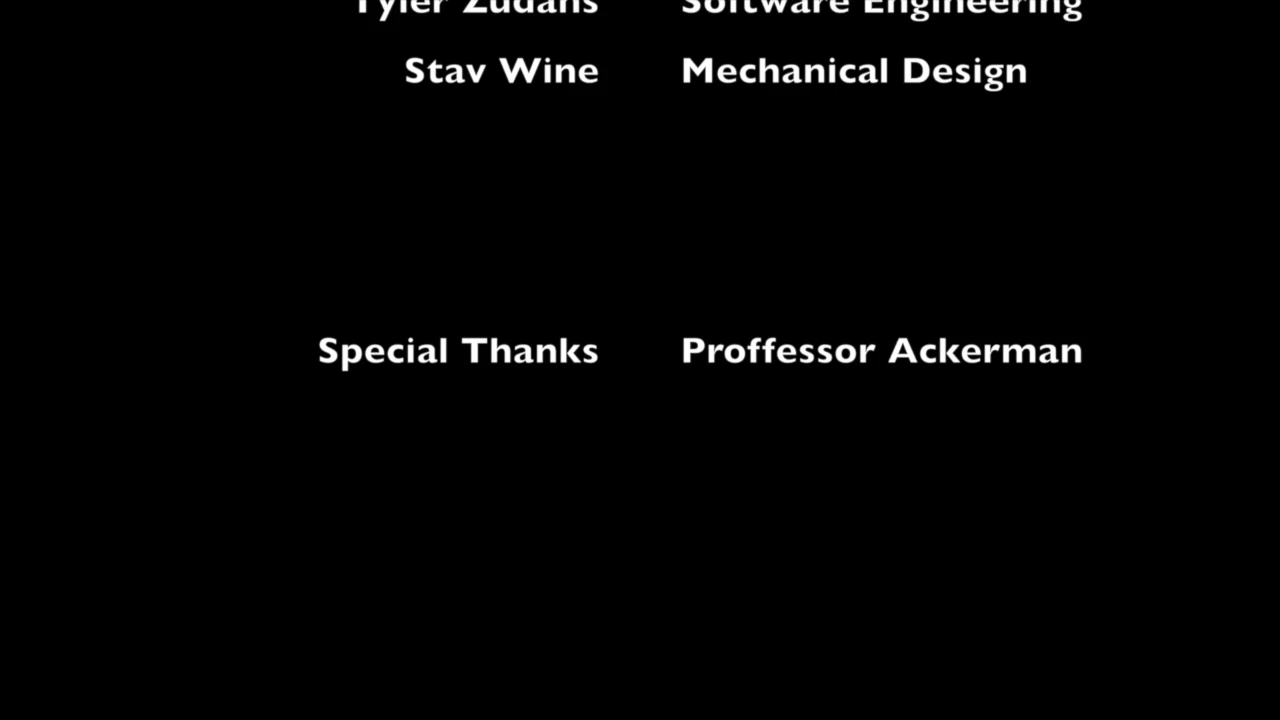 Tyler Zudans Software Engineering
Stav Wine Mechanical Design
Special Thanks Proffessor Ackerman